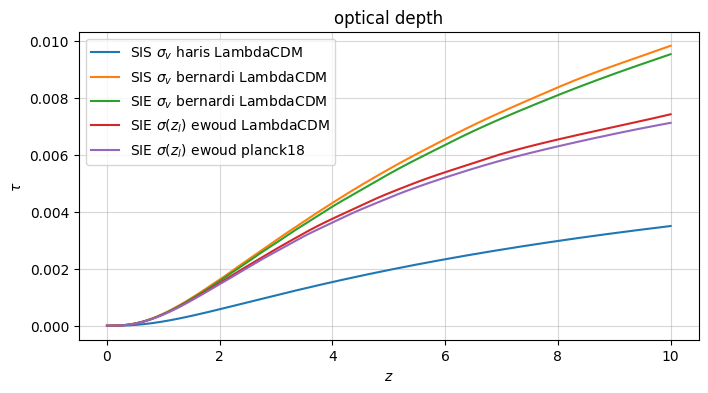 optical depth
0.010
0.008
0.006
0.004
0.002
0.000
τ
SIS σ_v haris LambdaCDM
SIS σ_v bernardi LambdaCDM
SIE σ_v bernardi LambdaCDM
SIE σ(z_l) ewoud LambdaCDM
SIE σ(z_l) ewoud planck18
0 2 4 6 8 10
z